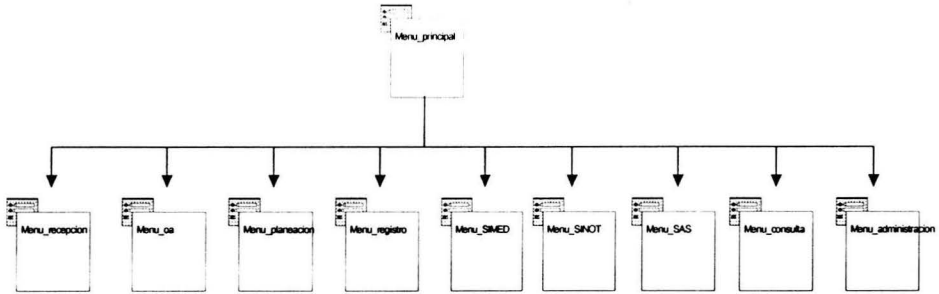 Menu_principal
Menu_recepcion
Menu_oa
Menu_planeacion
Menu_registro
Menu_SIMED
Menu_SINOT
Menu_SAS
Menu_consulta
Menu_administracion